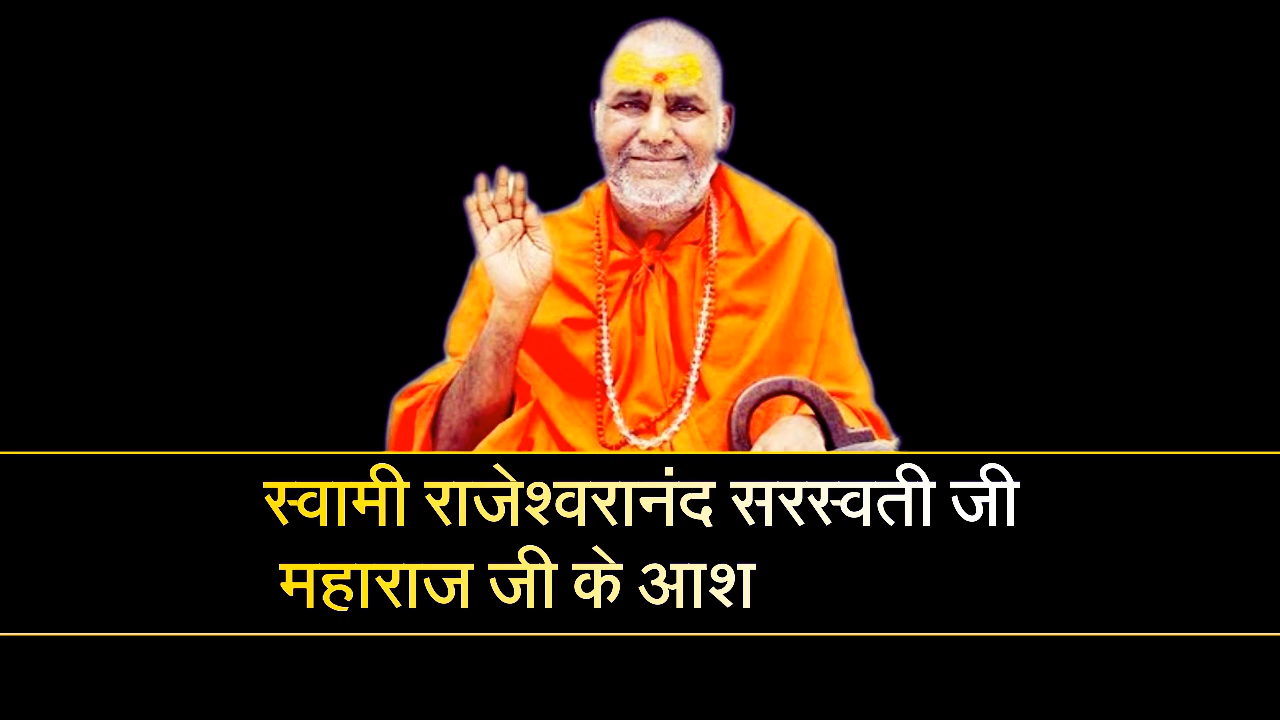 स्वामी राजेश्वरानंद सरस्वती जी
महाराज जी के आश